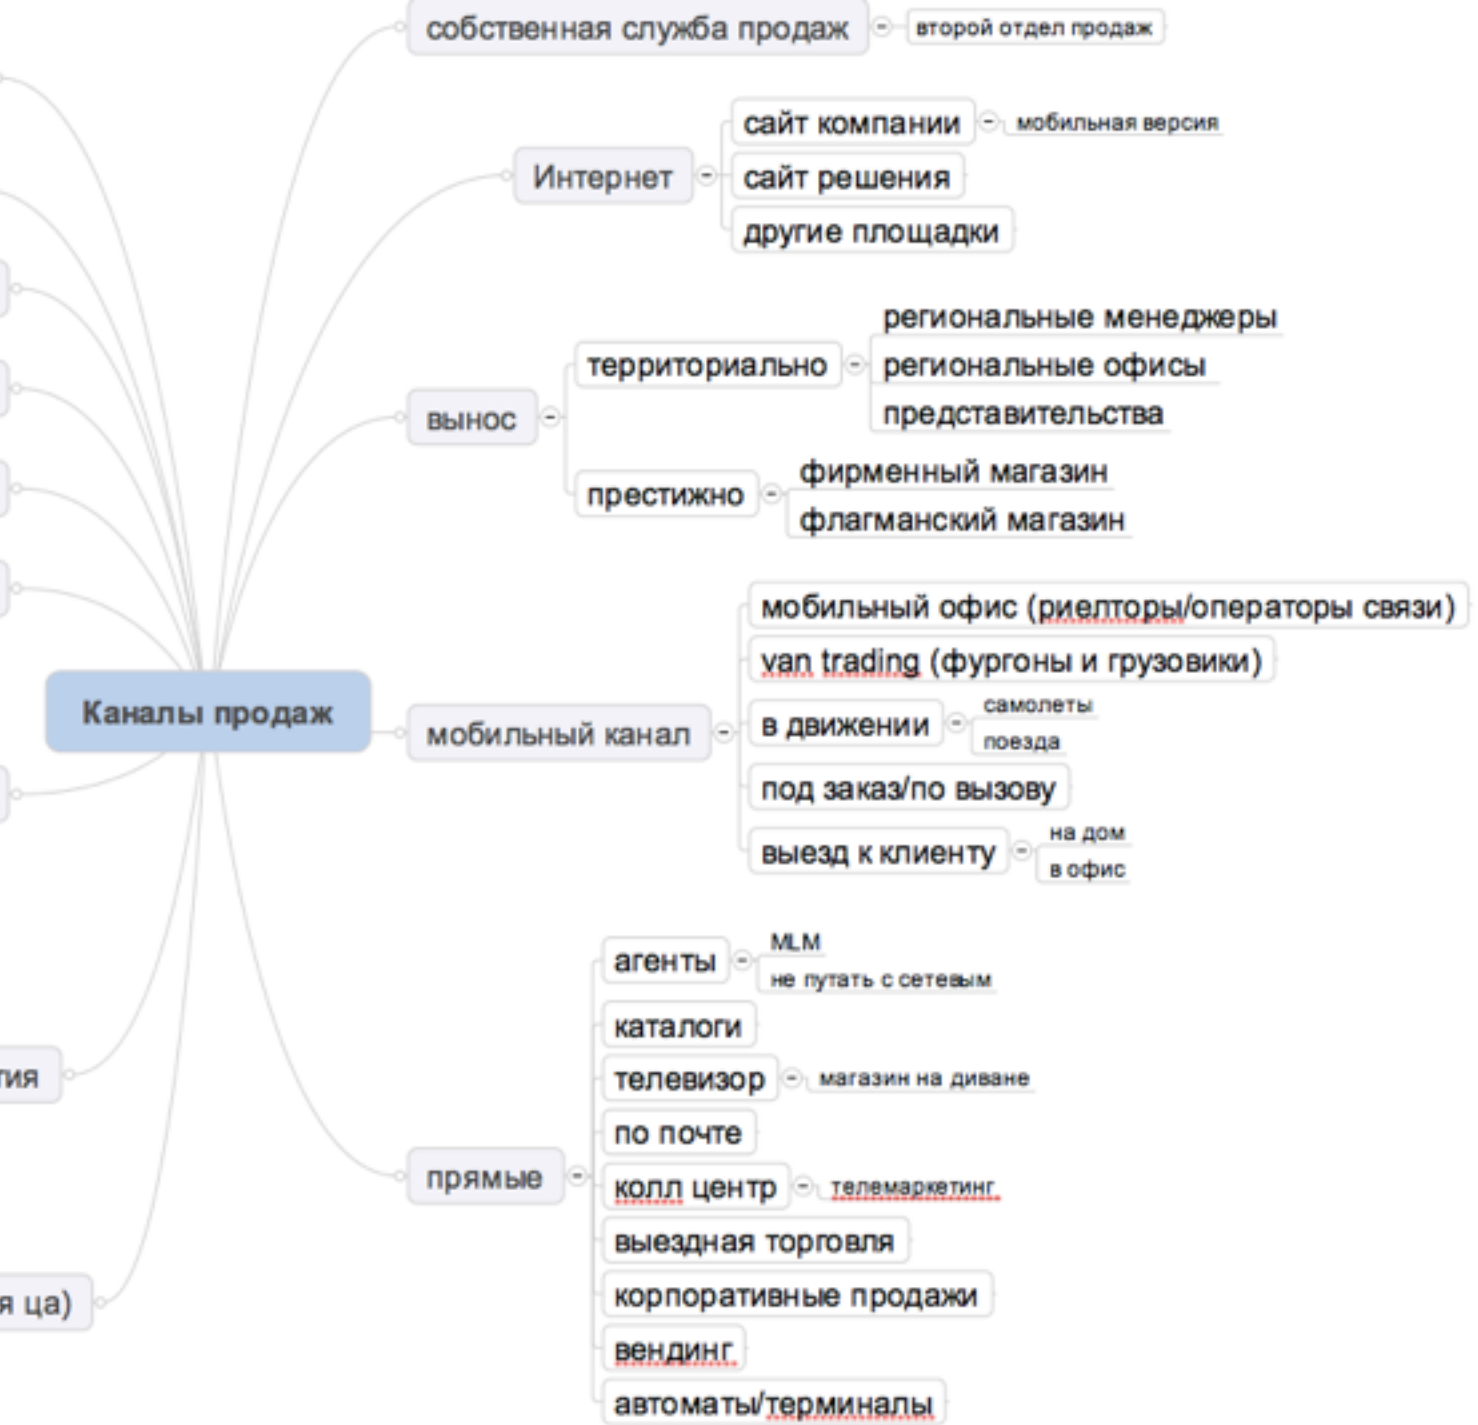 собственная служба продаж
второй отдел продаж
Интернет
сайт компании
мобильная версия
сайт решения
другие площадки
вынос
территориально
региональные менеджеры
региональные офисы
представительства
престижно
фирменный магазин
флагманский магазин
Каналы продаж
мобильный канал
мобильный офис (риелторы/операторы связи)
van trading (фургоны и грузовики)
в движении
самолеты
поезда
под заказ/по вызову
выезд к клиенту
на дом
в офис
прямые
агенты
MLM
не путать с сетевым
каталоги
телевизор
магазин на диване
по почте
колл центр
телемаркетинг
выездная торговля
корпоративные продажи
вендинг
автоматы/терминалы
ца)